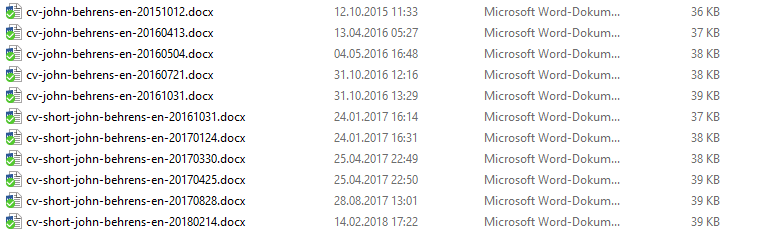 cv-john-behrens-en-20151012.docx 12.10.2015 11:33 Microsoft Word-Dokum... 36 KB
cv-john-behrens-en-20160413.docx 13.04.2016 05:27 Microsoft Word-Dokum... 37 KB
cv-john-behrens-en-20160504.docx 04.05.2016 16:48 Microsoft Word-Dokum... 38 KB
cv-john-behrens-en-20160721.docx 31.10.2016 12:16 Microsoft Word-Dokum... 38 KB
cv-john-behrens-en-20161031.docx 31.10.2016 13:29 Microsoft Word-Dokum... 39 KB
cv-short-john-behrens-en-20161031.docx 24.01.2017 16:14 Microsoft Word-Dokum... 37 KB
cv-short-john-behrens-en-20170124.docx 24.01.2017 16:31 Microsoft Word-Dokum... 38 KB
cv-short-john-behrens-en-20170330.docx 25.04.2017 22:49 Microsoft Word-Dokum... 38 KB
cv-short-john-behrens-en-20170425.docx 25.04.2017 22:50 Microsoft Word-Dokum... 39 KB
cv-short-john-behrens-en-20170828.docx 28.08.2017 13:01 Microsoft Word-Dokum... 39 KB
cv-short-john-behrens-en-20180214.docx 14.02.2018 17:22 Microsoft Word-Dokum... 39 KB